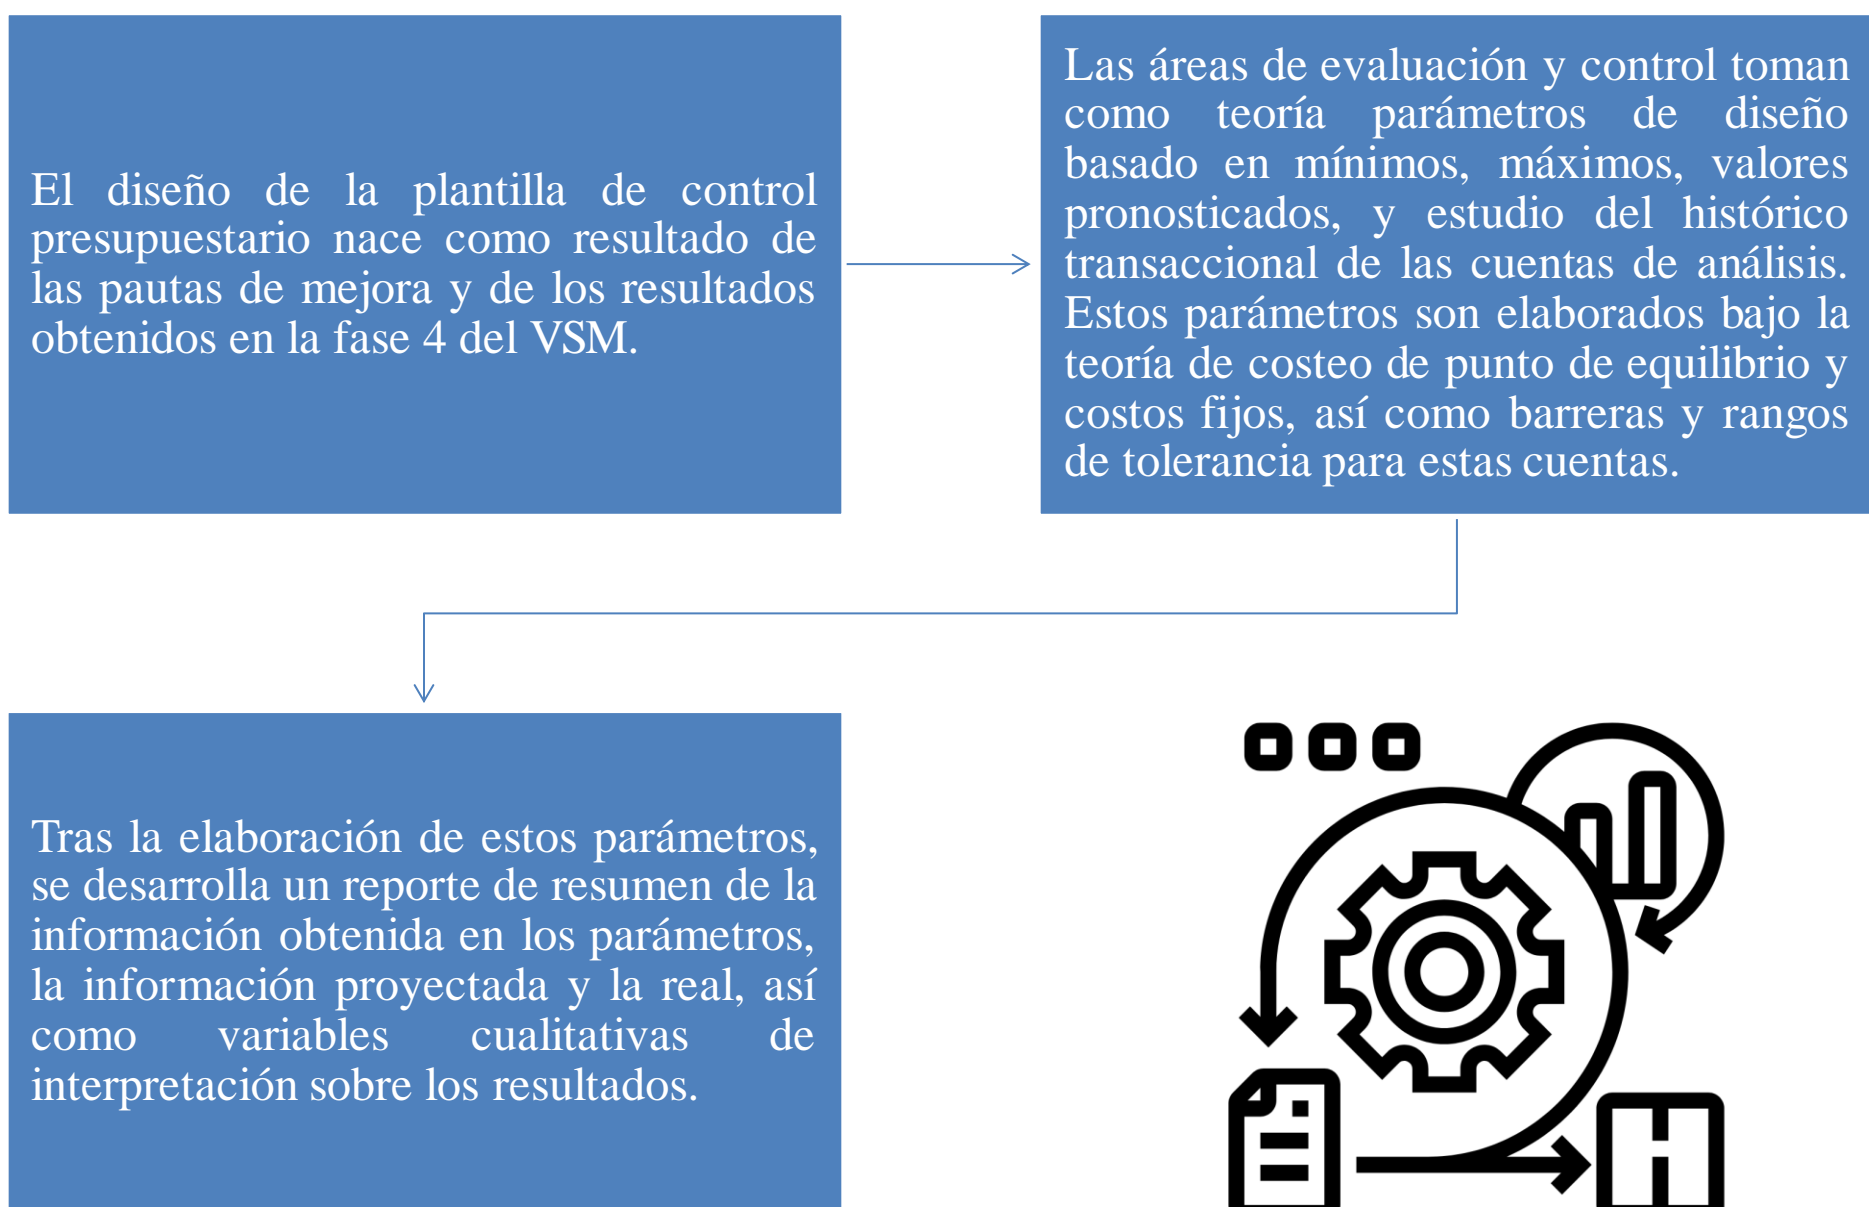 El diseño de la plantilla de control
presupuestario nace como resultado de
las pautas de mejora y de los resultados
obtenidos en la fase 4 del VSM.
Las áreas de evaluación y control toman
como teoría parámetros de diseño
basado en mínimos, máximos, valores
pronosticados, y estudio del histórico
transaccional de las cuentas de análisis.
Estos parámetros son elaborados bajo la
teoría de costeo de punto de equilibrio y
costos fijos, así como barreras y rangos
de tolerancia para estas cuentas.
Tras la elaboración de estos parámetros,
se desarrolla un reporte de resumen de la
información obtenida en los parámetros,
la información proyectada y la real, así
como variables cualitativas de
interpretación sobre los resultados.